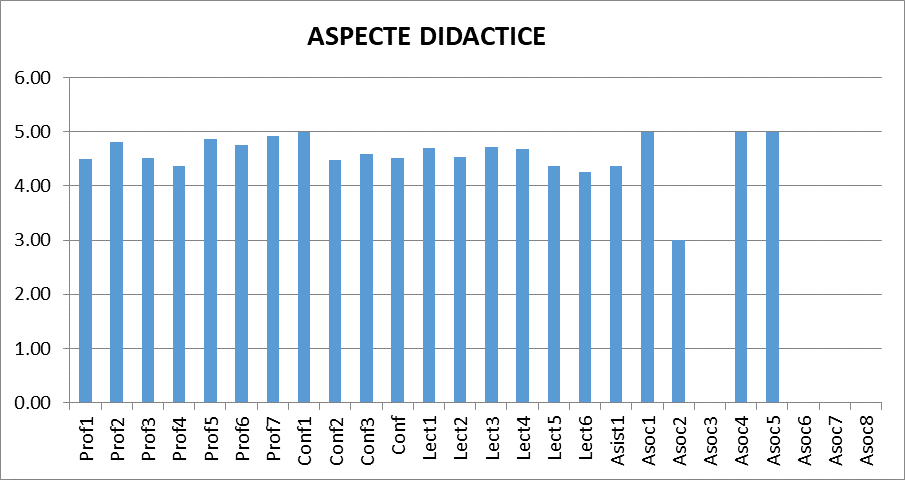 ASPECTE DIDACTICE
6.00
5.00
4.00
3.00
2.00
1.00
0.00
Prof1
Prof2
Prof3
Prof4
Prof5
Prof6
Prof7
Conf1
Conf2
Conf3
Conf
Lect1
Lect2
Lect3
Lect4
Lect5
Lect6
Asist1
Asoc1
Asoc2
Asoc3
Asoc4
Asoc5
Asoc6
Asoc7
Asoc8